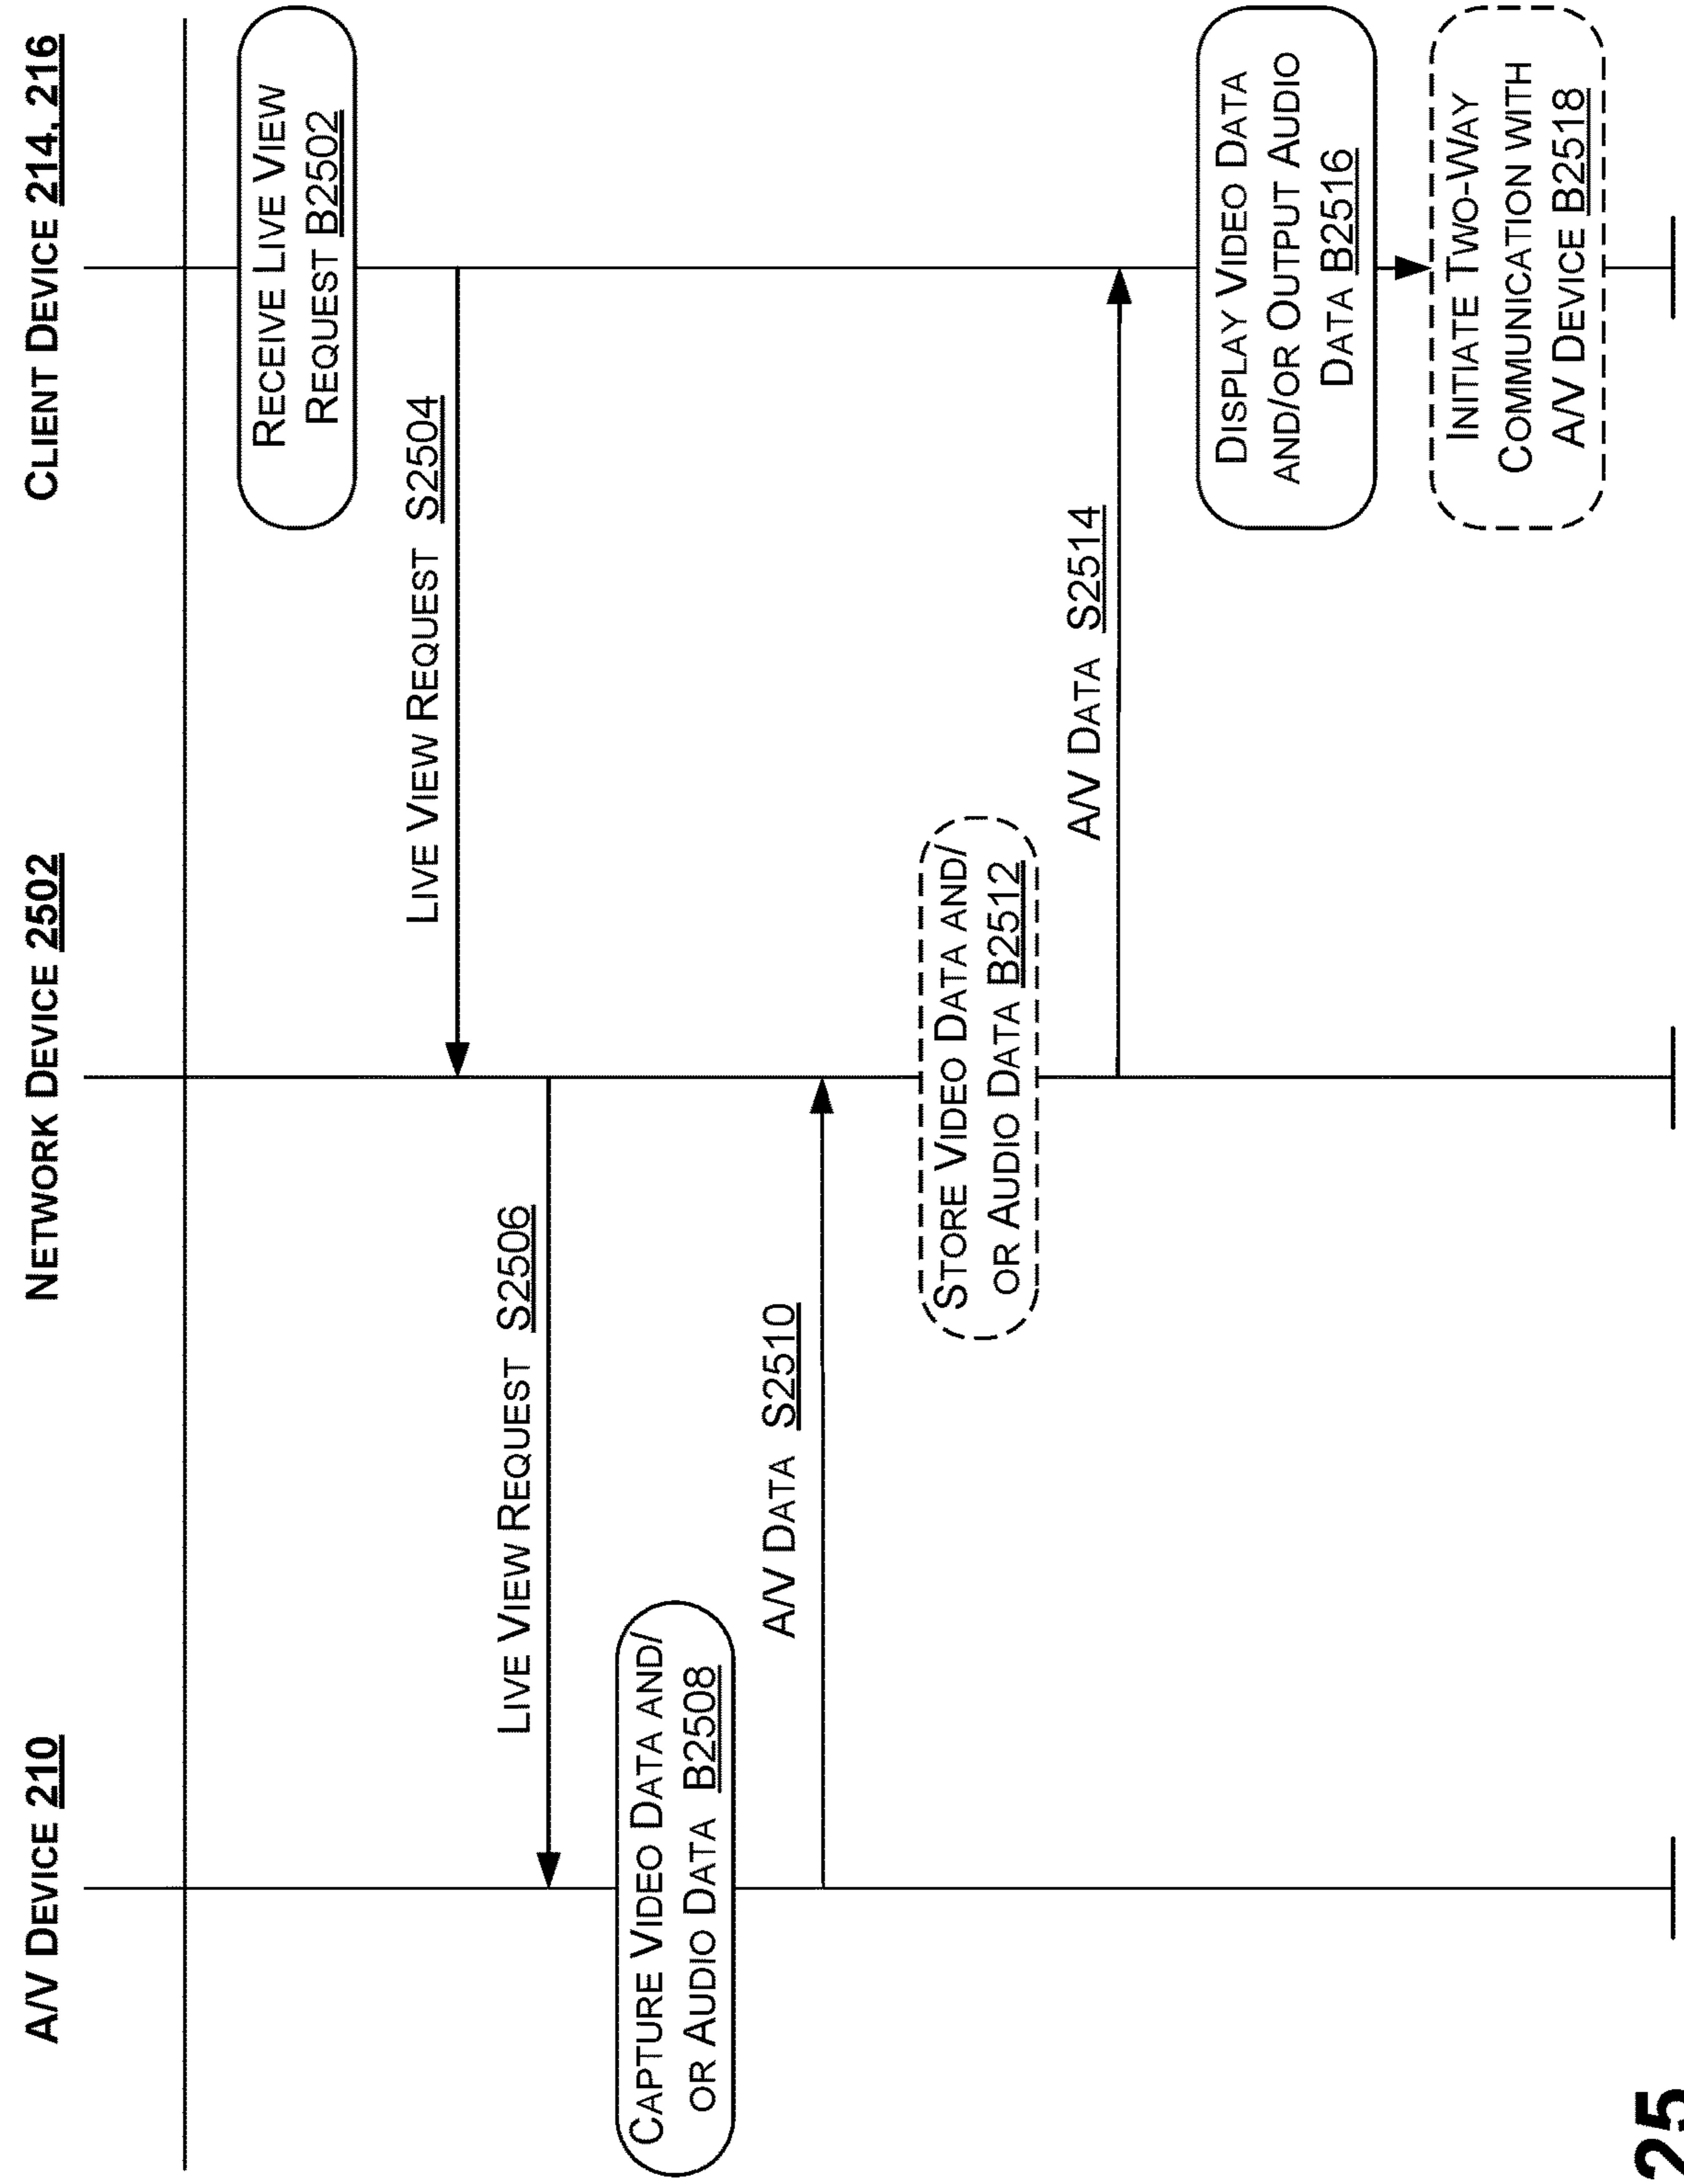 A/V DEVICE 210
NETWORK DEVICE 2502
CLIENT DEVICE 214, 216
RECEIVE LIVE VIEW
REQUEST B2502
LIVE VIEW REQUEST S2504
LIVE VIEW REQUEST S2506
CAPTURE VIDEO DATA AND/
OR AUDIO DATA B2508
A/V DATA S2510
STORE VIDEO DATA AND/
OR AUDIO DATA B2512
A/V DATA S2514
DISPLAY VIDEO DATA
AND/OR OUTPUT AUDIO
DATA B2516
INITIATE TWO-WAY
COMMUNICATION WITH
A/V DEVICE B2518
25